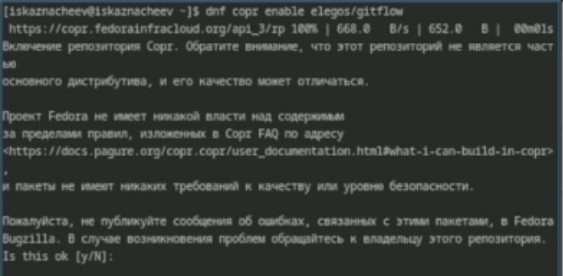 [iskaznacheev@iskaznacheev ~]$ dnf copr enable elegos/gitflow
https://copr.fedorainfracloud.org/api_3/rp 100% | 668.0 B/s | 652.0 B | 00m01s
Включение репозитория Copr. Обратите внимание, что этот репозиторий не является част
ью
основного дистрибутива, и его качество может отличаться.
Проект Fedora не имеет никакой власти над содержимым
за пределами правил, изложенных в Copr FAQ по адресу
<https://docs.pagure.org/copr.copr/user_documentation.html#what-i-can-build-in-copr>
,
и пакеты не имеют никаких требований к качеству или уровню безопасности.
Пожалуйста, не публикуйте сообщения об ошибках, связанных с этими пакетами, в Fedora
Bugzilla. В случае возникновения проблем обращайтесь к владельцу этого репозитория.
Is this ok [y/N]: